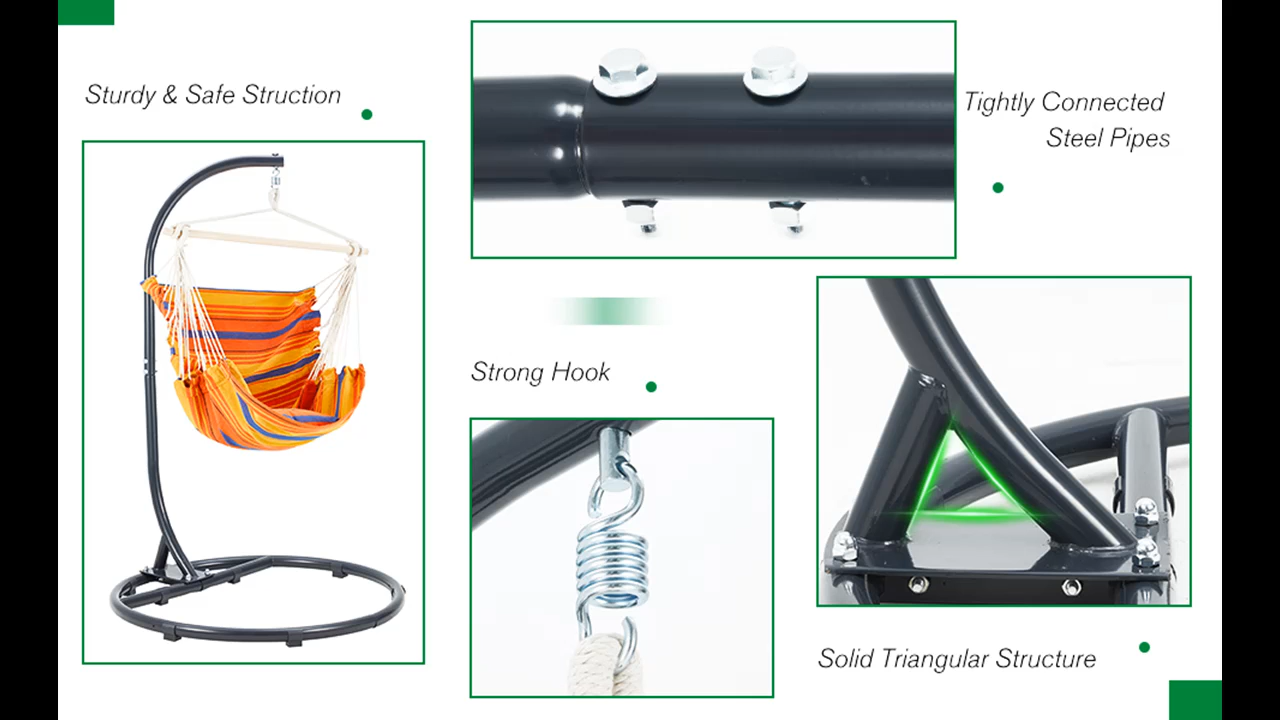 Sturdy & Safe Struction
Tightly Connected
Steel Pipes
Strong Hook
Solid Triangular Structure